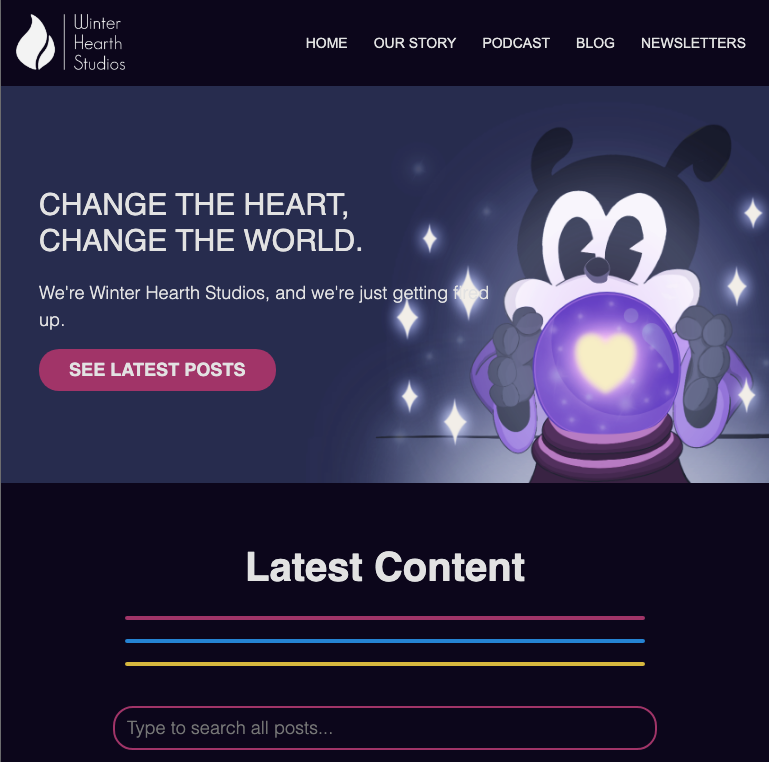 Winter
Hearth
Studios
HOME OUR STORY PODCAST BLOG NEWSLETTERS
CHANGE THE HEART,
CHANGE THE WORLD.
We're Winter Hearth Studios, and we're just getting fired
up.
SEE LATEST POSTS
Latest Content
Type to search all posts...